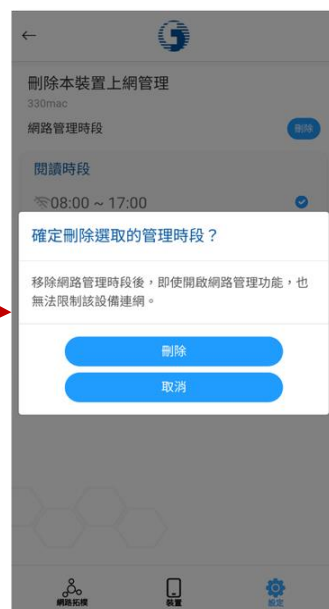 刪除本裝置上網管理
330mac
網路管理時段
刪除
閱讀時段
08:00 ~ 17:00
確定刪除選取的管理時段？
移除網路管理時段後，即使開啟網路管理功能，也
無法限制該設備連網。
刪除
取消
網路拓樸
裝置
設定